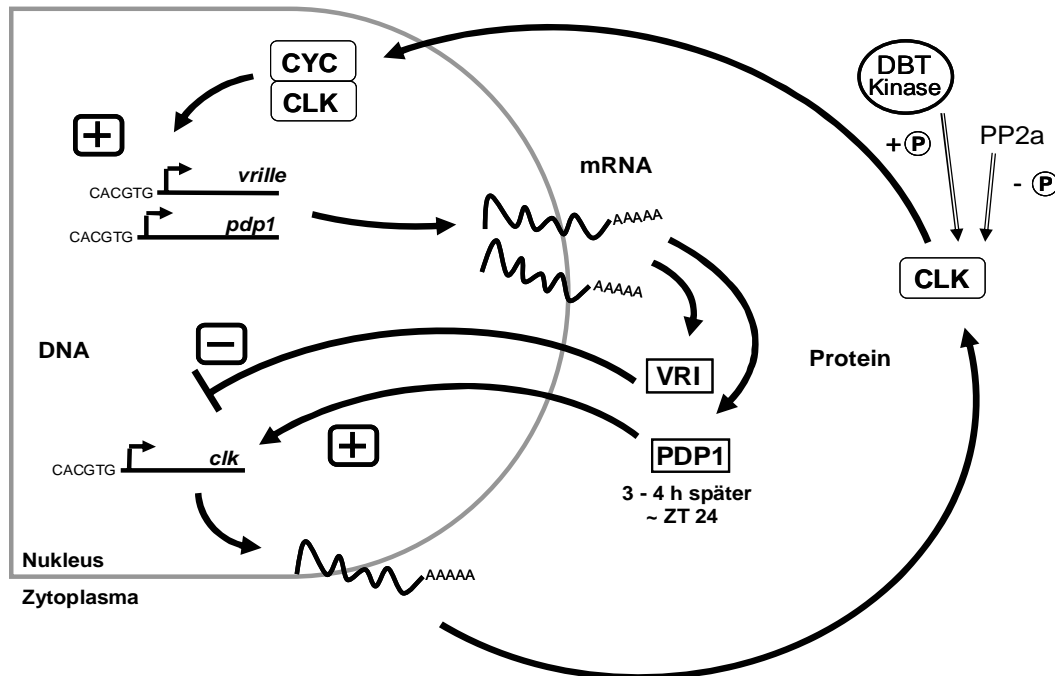 CYC
CLK
+
CACGTG
vrille
CACGTG
pdp1
mRNA
AAAAA
AAAAA
DBT
Kinase
+ P
PP2a
- P
CLK
DNA
−
VRI
Protein
PDP1
3 - 4 h später
~ ZT 24
+
CACGTG
clk
AAAAA
Nukleus
Zytoplasma